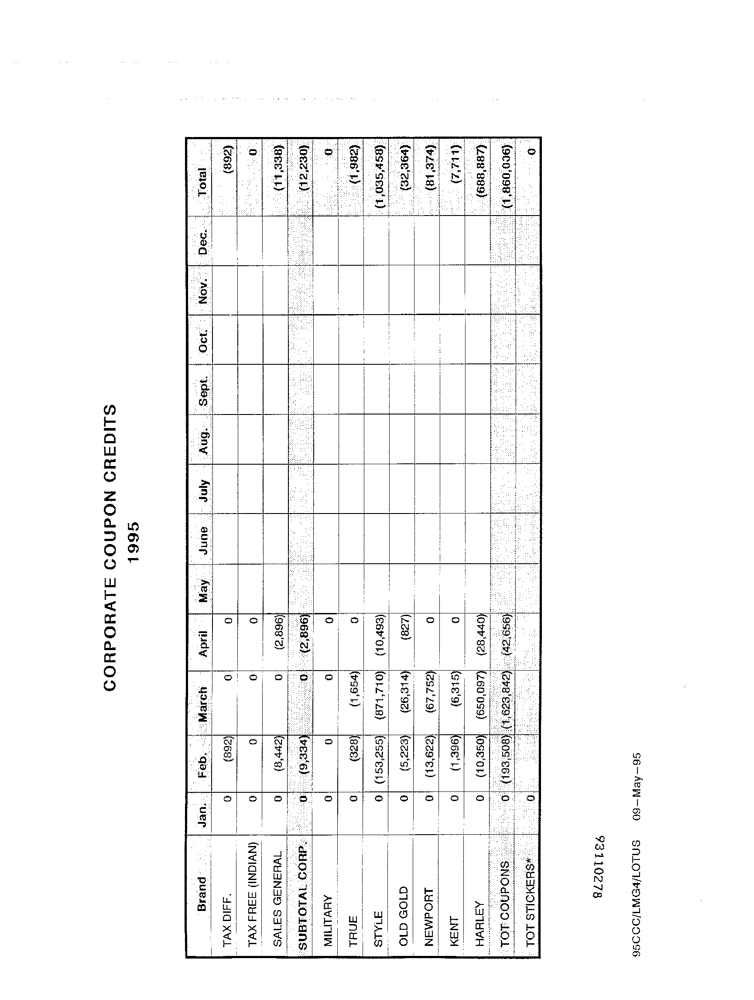 CORPORATE COUPON CREDITS
1995
Brand Jan. Feb. March April May June July Aug. Sept. Oct. Nov. Dec. Total
TAX DIFF. 0 (892) 0 0 (892)
TAX FREE (INDIAN) 0 0 0 0 0
SALES GENERAL 0 (8,442) 0 (2,896) (11,338)
SUBTOTAL CORP. 0 (9,334) 0 (2,896) (12,230)
MILITARY 0 0 0 0 0
TRUE 0 (328) (1,654) 0 (1,982)
STYLE 0 (153,255) (871,710) (10,493) (1,035,458)
OLD GOLD 0 (5,223) (26,314) (827) (32,364)
NEWPORT 0 (13,622) (67,752) 0 (81,374)
KENT 0 (1,396) (6,315) 0 (7,711)
HARLEY 0 (10,350) (650,097) (28,440) (688,887)
TOT COUPONS 0 (193,508) (1,623,842) (42,656) (1,860,006)
TOT STICKERS* 0 0
93110278
95CCC/LMG4/LOTUS 09-May-95